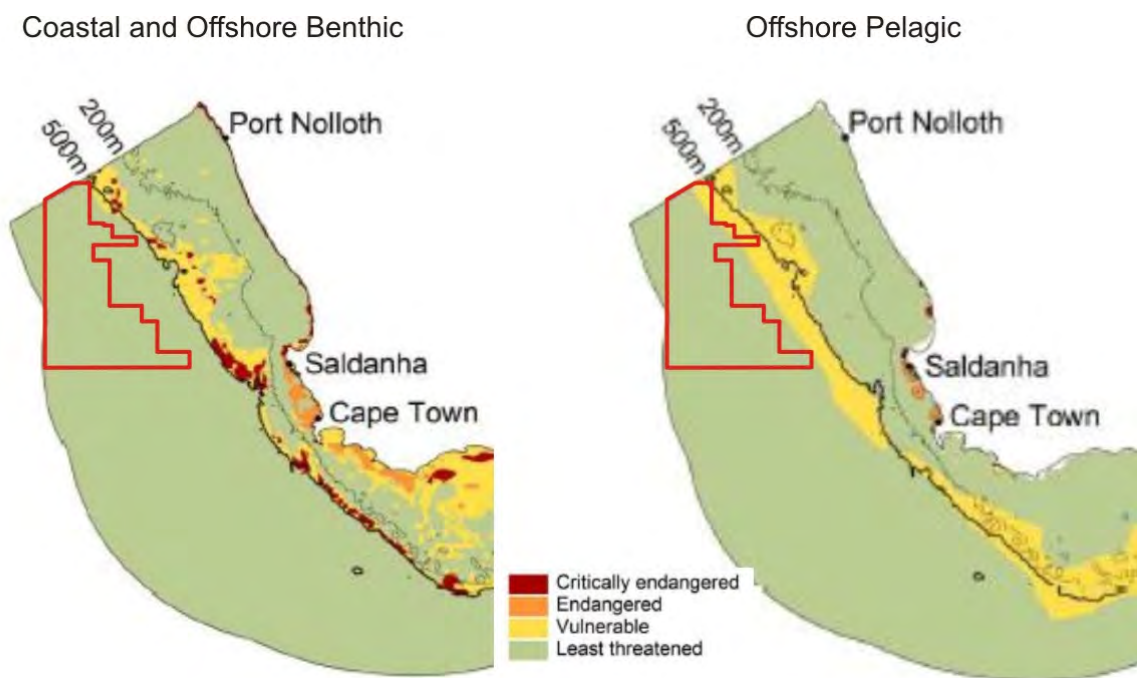 Coastal and Offshore Benthic
Offshore Pelagic
200m
500m
Port Nolloth
Saldanha
Cape Town
200m
500m
Port Nolloth
Saldanha
Cape Town
Critically endangered
Endangered
Vulnerable
Least threatened